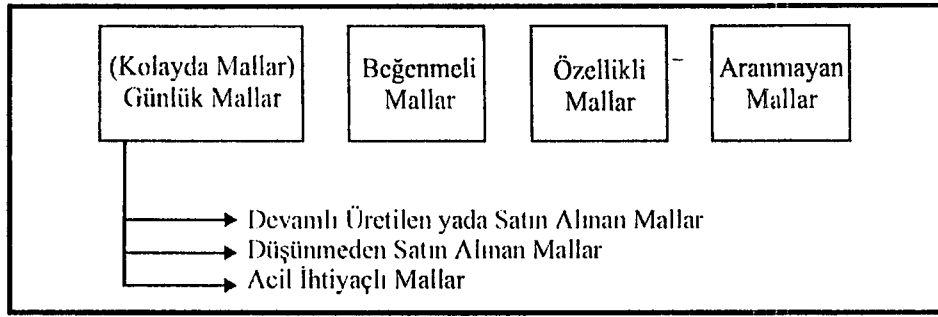 (Kolayda Mallar)
Günlük Mallar
Beğenmeli
Mallar
Özellikli
Mallar
Aranmayan
Mallar
Devamlı Üretilen yada Satın Alınan Mallar
Düşünmeden Satın Alınan Mallar
Acil İhtiyaçlı Mallar